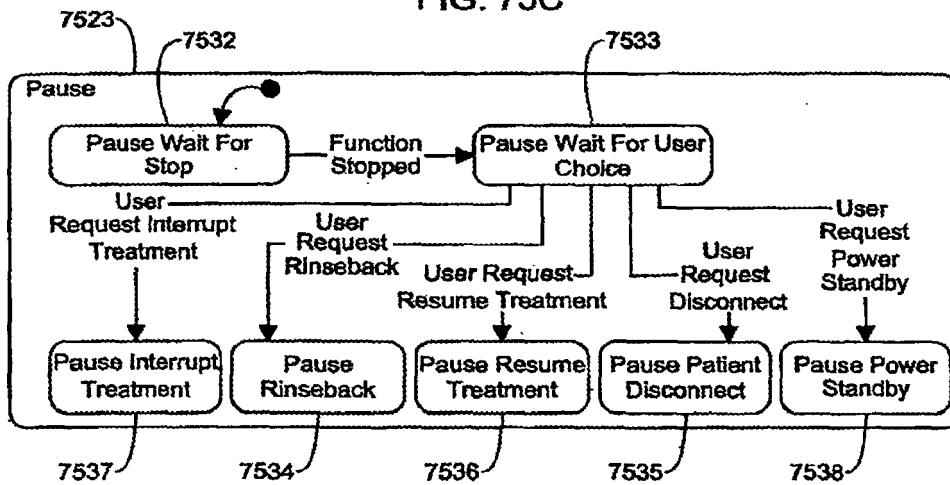 FIG. 75C
7523
7532
7533
Pause
Pause Wait For
Stop
Function
Stopped
Pause Wait For User
Choice
User
Request Interrupt
Treatment
User
Request
Rinseback
User Request
Resume Treatment
User
Request
Disconnect
User
Request
Power
Standby
Pause Interrupt
Treatment
Pause
Rinseback
Pause Resume
Treatment
Pause Patient
Disconnect
Pause Power
Standby
7537
7534
7536
7535
7538